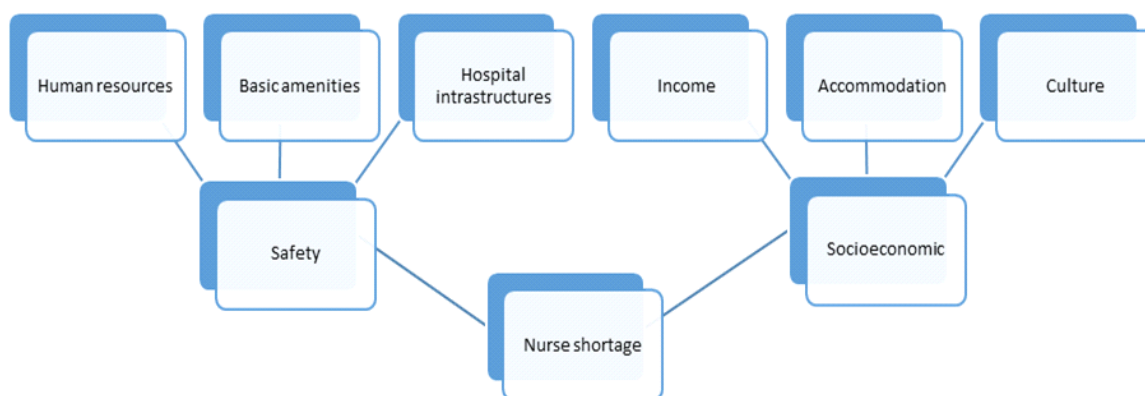 Human resources
Basic amenities
Hospital
intrastructures
Income
Accommodation
Culture
Safety
Socioeconomic
Nurse shortage